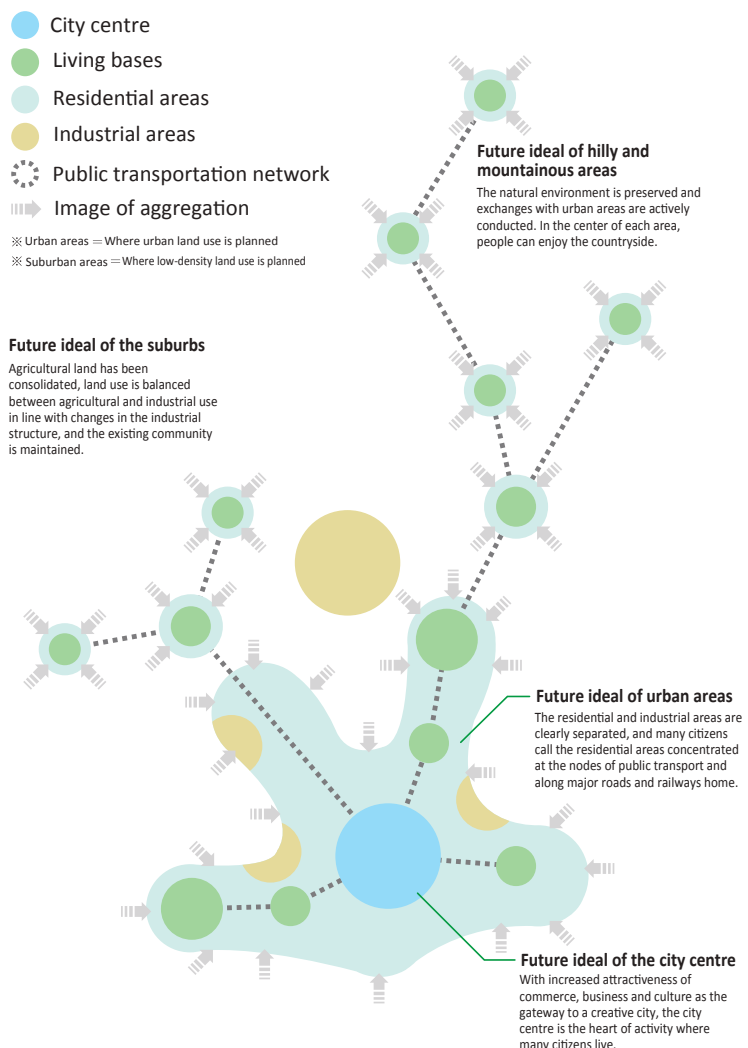 City centre
Living bases
Residential areas
Industrial areas
Public transportation network
Image of aggregation
※ Urban areas ＝Where urban land use is planned
※ Suburban areas ＝Where low-density land use is planned
Future ideal of hilly and
mountainous areas
The natural environment is preserved and
exchanges with urban areas are actively
conducted. In the center of each area,
people can enjoy the countryside.
Future ideal of the suburbs
Agricultural land has been
consolidated, land use is balanced
between agricultural and industrial use
in line with changes in the industrial
structure, and the existing community
is maintained.
Future ideal of urban areas
The residential and industrial areas are
clearly separated, and many citizens
call the residential areas concentrated
at the nodes of public transport and
along major roads and railways home.
Future ideal of the city centre
With increased attractiveness of
commerce, business and culture as the
gateway to a creative city, the city
centre is the heart of activity where
many citizens live.